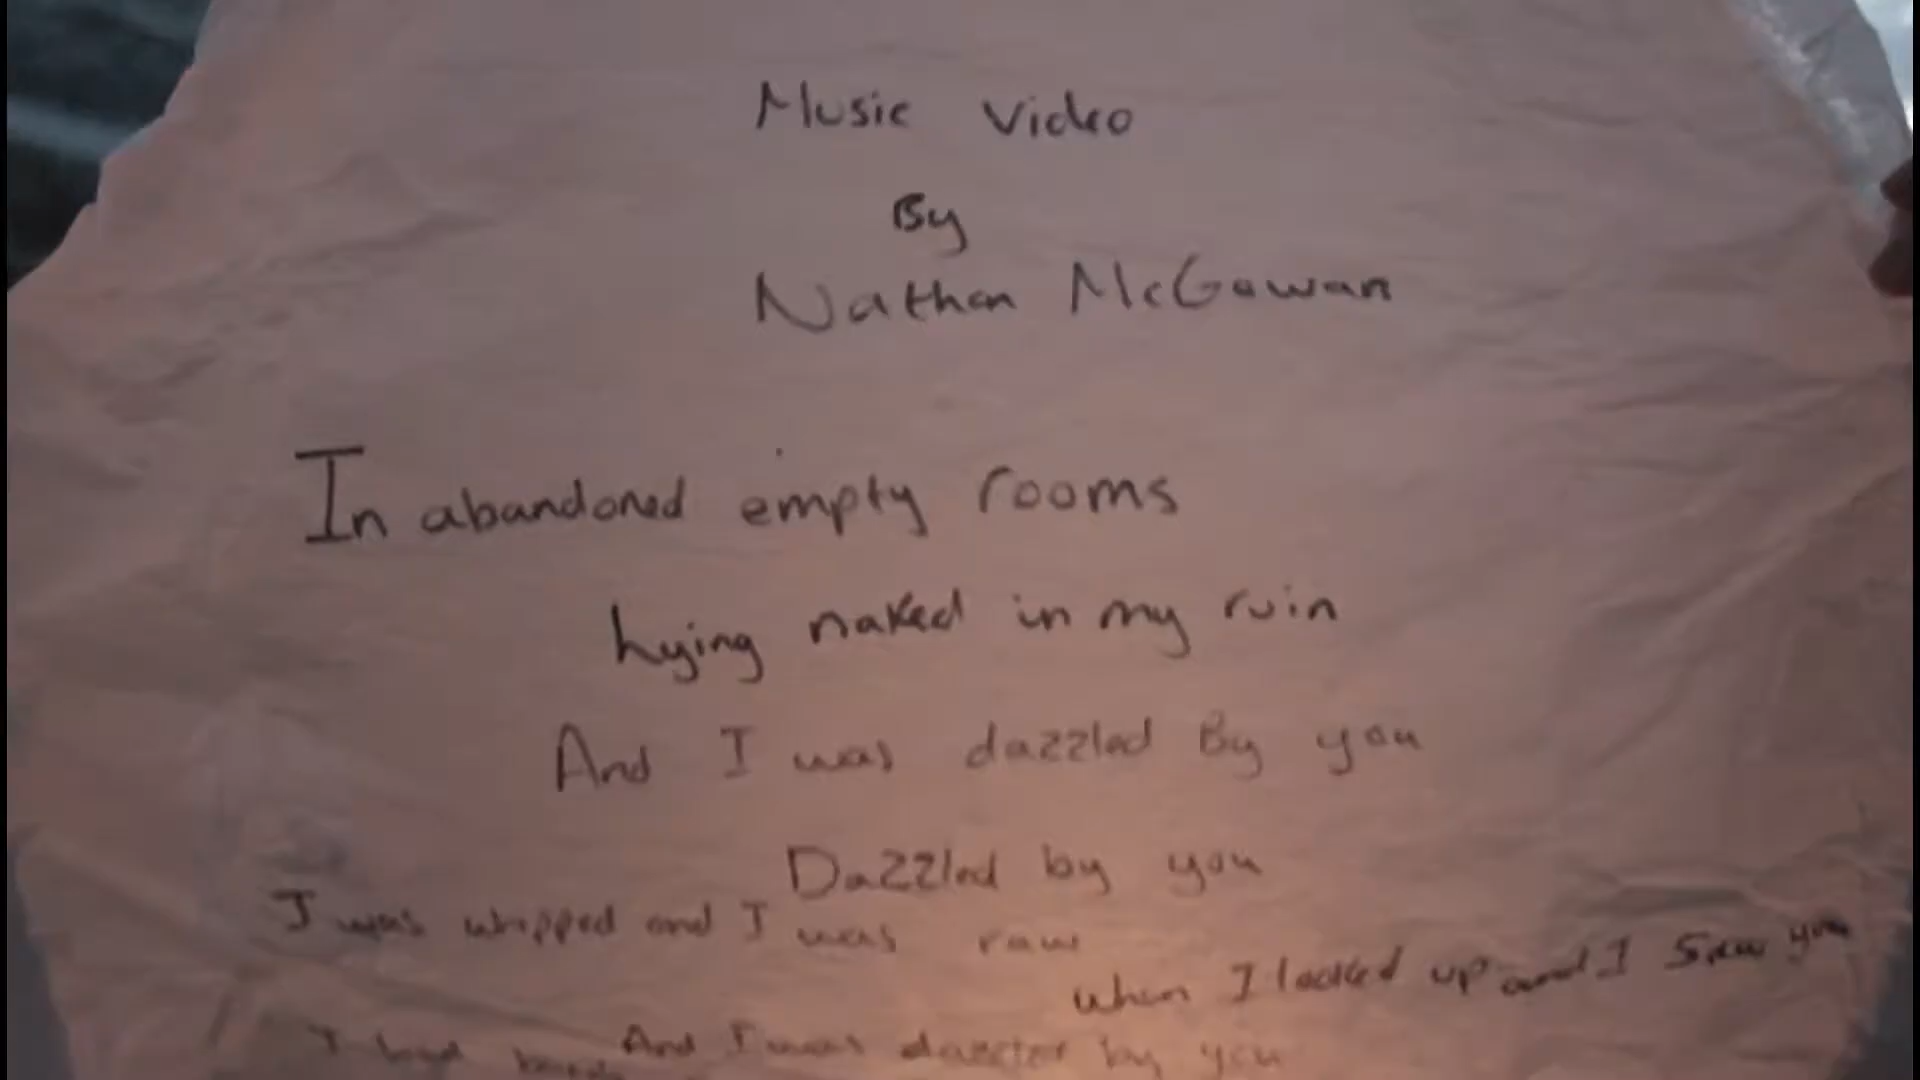 Music Video
By
Nathan McGowan
In abandoned empty rooms
Lying naked in my ruin
And I was dazzled By you
Dazzled by you
I was whipped and I was raw
when I looked up and I saw you
And I was dazzled by you
I had